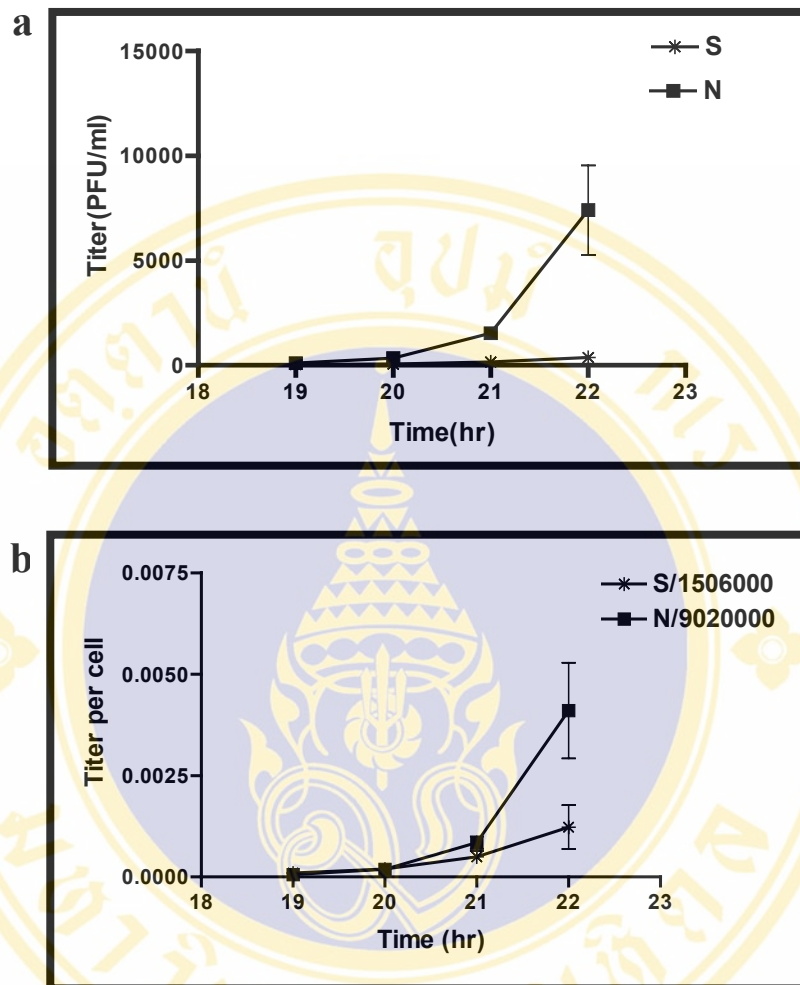 a
15000
10000
5000
0
Titer(PFU/ml)
18 19 20 21 22 23
Time(hr)
S
N
b
0.0075
0.0050
0.0025
0.0000
Titer per cell
18 19 20 21 22 23
Time (hr)
S/1506000
N/9020000